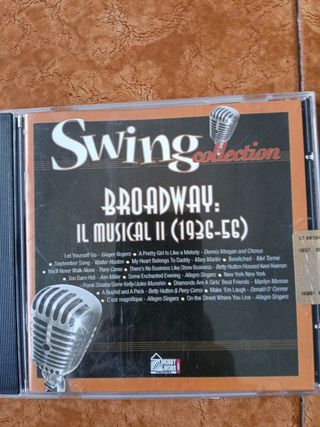 Swing
collection
BROADWAY:
IL MUSICAL II (1936-56)
Let Yourself Go - Ginger Rogers • A Pretty Girl Is Like a Melody - Dennis Morgan and Chorus
• September Song - Walter Huston • My Heart Belongs To Daddy - Mary Martin • Bewitched - Mel Tormé
• You'll Never Walk Alone - Perry Como • There's No Business Like Show Business - Betty Hutton/Howard Keel/Keenan
• Too Darn Hot - Ann Miller • Some Enchanted Evening - Allegro Singers • New York New York
- Frank Sinatra/Gene Kelly/Jules Munshin • Diamonds Are A Girls' Best Friends - Marilyn Monroe
• A Bushell and A Peck - Betty Hutton & Perry Como • Make 'Em Laugh - Donald O' Connor
• C'est magnifique - Allegro Singers • On the Street Where You Live - Allegro Singers
HOBBY
& WORK